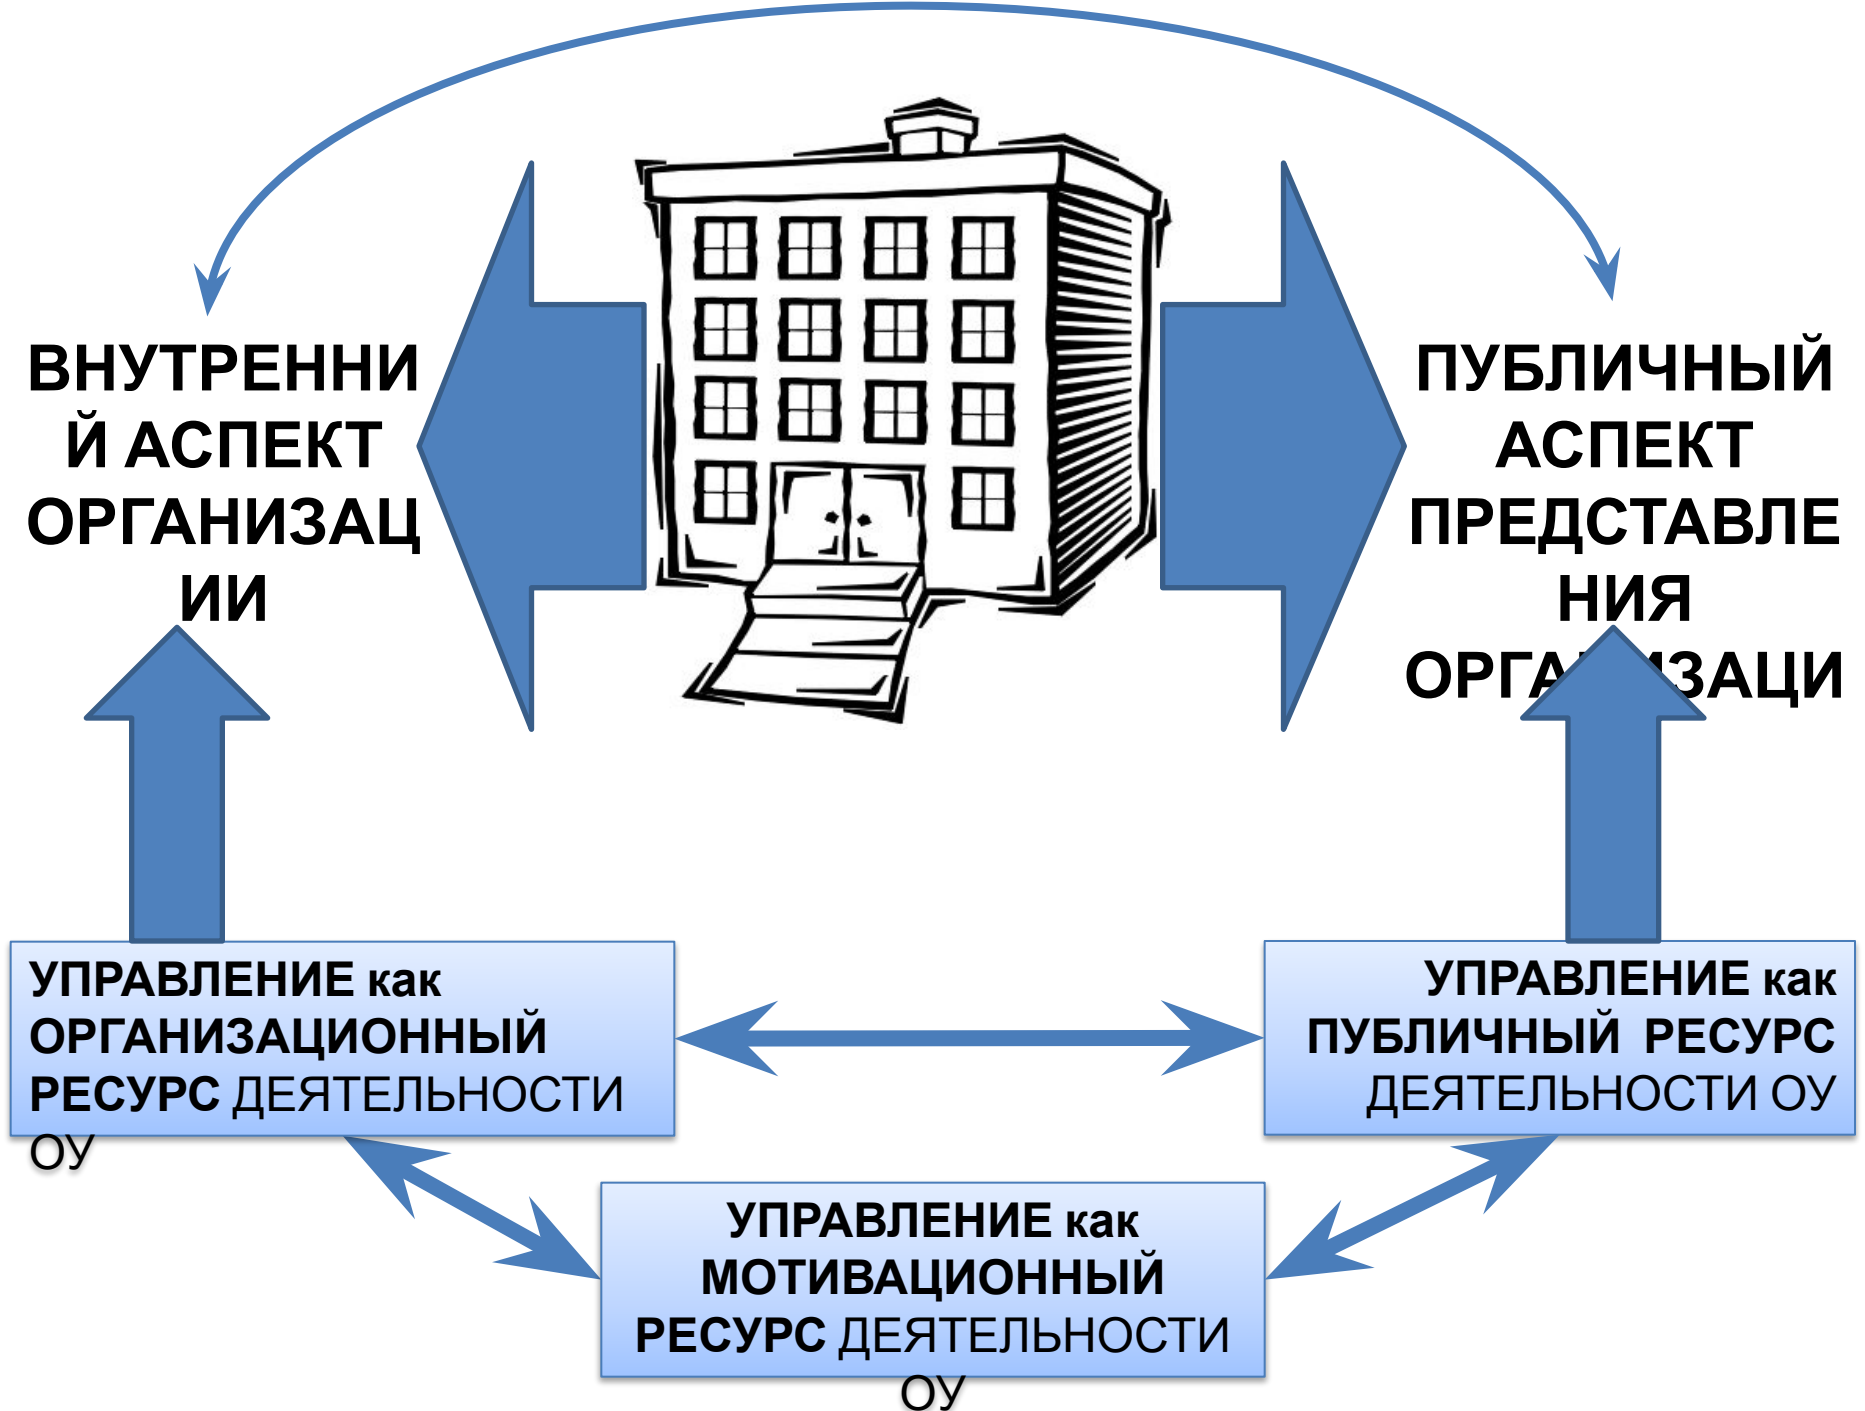 ВНУТРЕННИ
Й АСПЕКТ
ОРГАНИЗАЦ
ИИ
ПУБЛИЧНЫЙ
АСПЕКТ
ПРЕДСТАВЛЕ
НИЯ
ОРГАНИЗАЦИ
УПРАВЛЕНИЕ как
ОРГАНИЗАЦИОННЫЙ
РЕСУРС ДЕЯТЕЛЬНОСТИ
ОУ
УПРАВЛЕНИЕ как
ПУБЛИЧНЫЙ РЕСУРС
ДЕЯТЕЛЬНОСТИ ОУ
УПРАВЛЕНИЕ как
МОТИВАЦИОННЫЙ
РЕСУРС ДЕЯТЕЛЬНОСТИ
ОУ